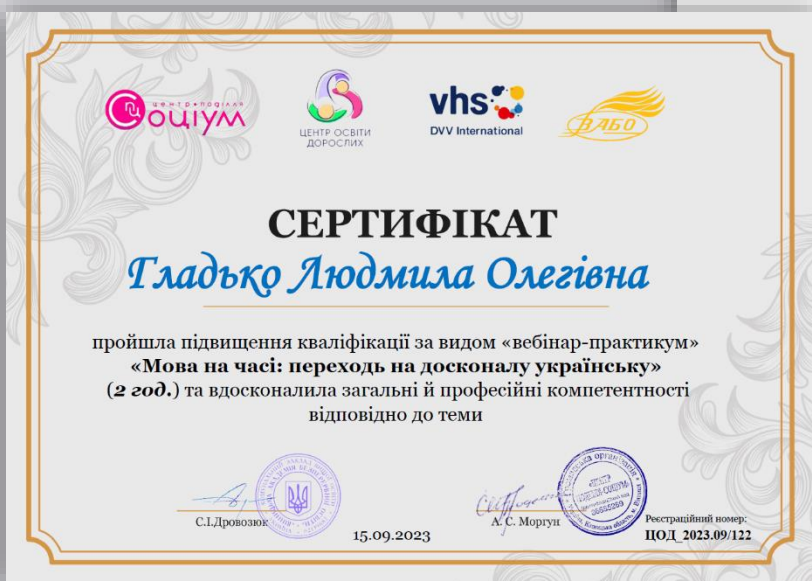 центр•поділля
Соціум
ЦЕНТР ОСВІТИ
ДОРОСЛИХ
vhs
DVV International
ВАБО
СЕРТИФІКАТ
Гладько Людмила Олегівна
пройшла підвищення кваліфікації за видом «вебінар-практикум»
«Мова на часі: переходь на досконалу українську»
(2 год.) та вдосконалила загальні й професійні компетентності
відповідно до теми
С.І.Дровозюк
15.09.2023
А. С. Моргун
Реєстраційний номер:
ЦОД_2023.09/122